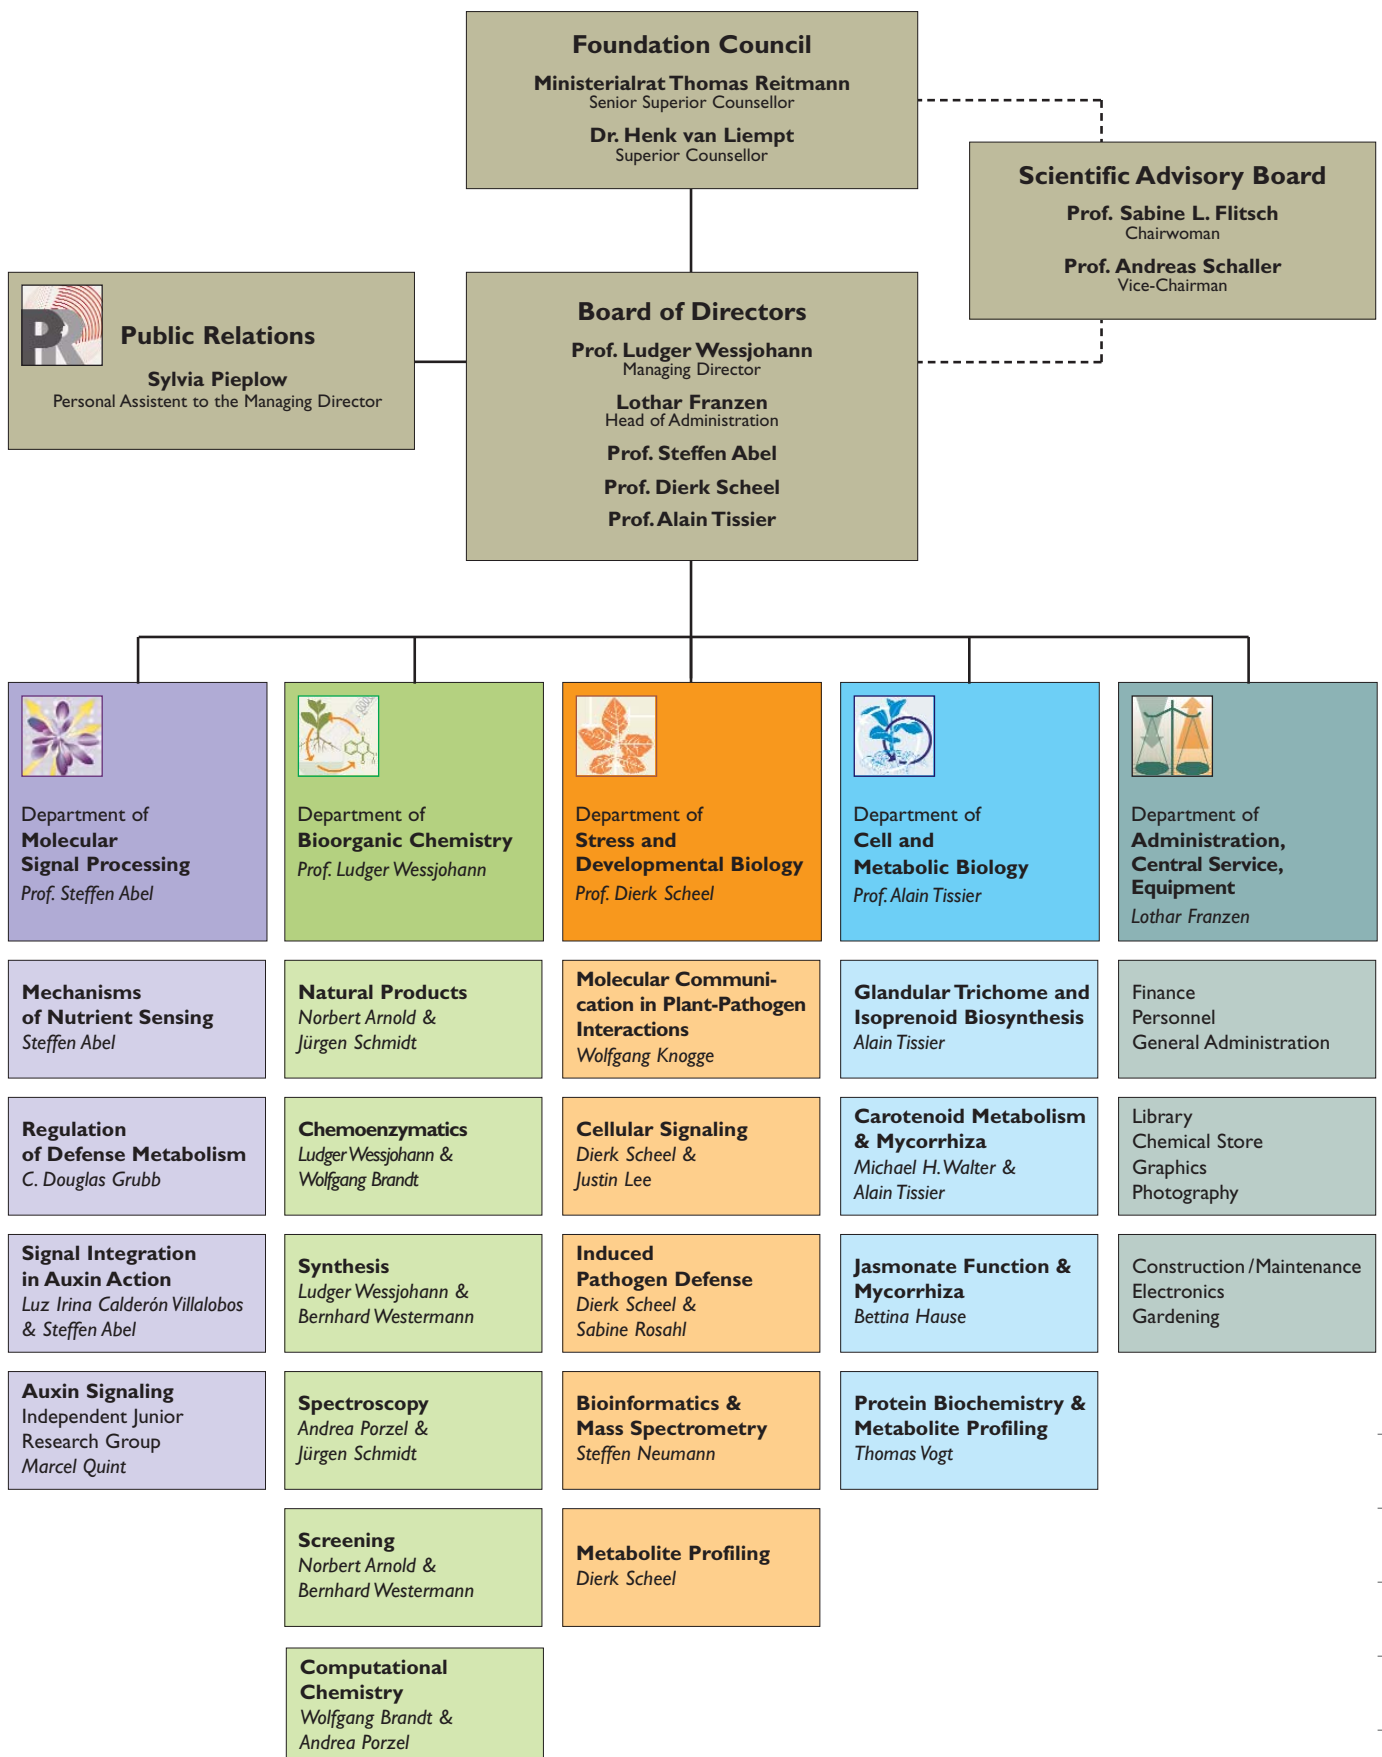 Foundation Council
Ministerialrat Thomas Reitmann
Senior Superior Counsellor
Dr. Henk van Liempt
Superior Counsellor
Scientific Advisory Board
Prof. Sabine L. Flitsch
Chairwoman
Prof. Andreas Schaller
Vice-Chairman
PR
Public Relations
Sylvia Pieplow
Personal Assistent to the Managing Director
Board of Directors
Prof. Ludger Wessjohann
Managing Director
Lothar Franzen
Head of Administration
Prof. Steffen Abel
Prof. Dierk Scheel
Prof. Alain Tissier
Department of
Molecular
Signal Processing
Prof. Steffen Abel
Mechanisms
of Nutrient Sensing
Steffen Abel
Regulation
of Defense Metabolism
C. Douglas Grubb
Signal Integration
in Auxin Action
Luz Irina Calderón Villalobos
& Steffen Abel
Auxin Signaling
Independent Junior
Research Group
Marcel Quint
Department of
Bioorganic Chemistry
Prof. Ludger Wessjohann
Natural Products
Norbert Arnold &
Jürgen Schmidt
Chemoenzymatics
Ludger Wessjohann &
Wolfgang Brandt
Synthesis
Ludger Wessjohann &
Bernhard Westermann
Spectroscopy
Andrea Porzel &
Jürgen Schmidt
Screening
Norbert Arnold &
Bernhard Westermann
Computational
Chemistry
Wolfgang Brandt &
Andrea Porzel
Department of
Stress and
Developmental Biology
Prof. Dierk Scheel
Molecular Communi-
cation in Plant-Pathogen
Interactions
Wolfgang Knogge
Cellular Signaling
Dierk Scheel &
Justin Lee
Induced
Pathogen Defense
Dierk Scheel &
Sabine Rosahl
Bioinformatics &
Mass Spectrometry
Steffen Neumann
Metabolite Profiling
Dierk Scheel
Department of
Cell and
Metabolic Biology
Prof. Alain Tissier
Glandular Trichome and
Isoprenoid Biosynthesis
Alain Tissier
Carotenoid Metabolism
& Mycorrhiza
Michael H. Walter &
Alain Tissier
Jasmonate Function &
Mycorrhiza
Bettina Hause
Protein Biochemistry &
Metabolite Profiling
Thomas Vogt
Department of
Administration,
Central Service,
Equipment
Lothar Franzen
Finance
Personnel
General Administration
Library
Chemical Store
Graphics
Photography
Construction / Maintenance
Electronics
Gardening